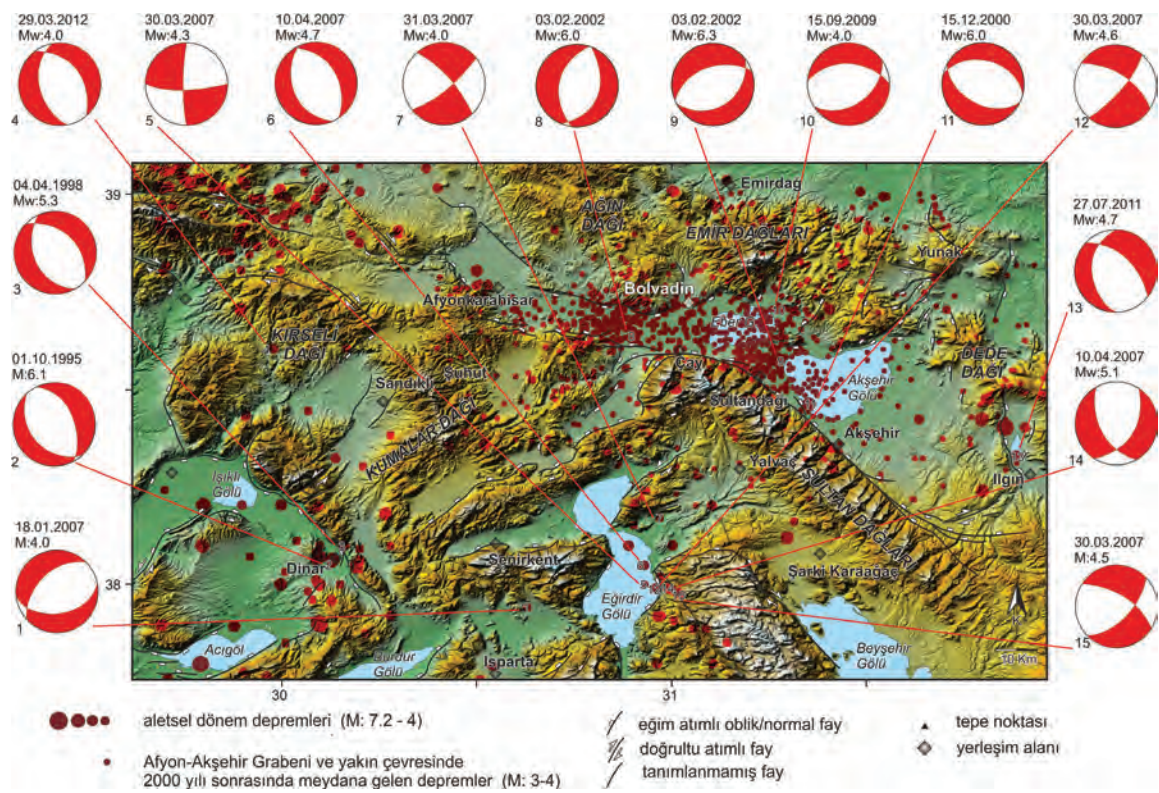 29.03.2012
Mw:4.0
4
30.03.2007
Mw:4.3
5
10.04.2007
Mw:4.7
6
31.03.2007
Mw:4.0
7
03.02.2002
Mw:6.0
8
03.02.2002
Mw:6.3
9
15.09.2009
Mw:4.0
10
15.12.2000
Mw:6.0
11
30.03.2007
Mw:4.6
12
04.04.1998
Mw:5.3
3
01.10.1995
M:6.1
2
18.01.2007
M:4.0
1
27.07.2011
Mw:4.7
13
10.04.2007
Mw:5.1
14
30.03.2007
M:4.5
15
39
38
30
31
Emirdağ
AĞIN
DAĞI
EMİR DAĞLARI
Yunak
Bolvadin
Afyonkarahisar
Eber
KIRSELİ
DAĞI
Şuhut
Çay
DEDE
DAĞI
Sandıklı
Akşehir
Gölü
Sultandağı
KUMALAR DAĞI
Akşehir
Yalvaç
SULTAN DAĞLARI
Ilgın
Işıklı
Gölü
Senirkent
Dinar
Şarki Karaağaç
Eğirdir
Gölü
Acıgöl
Burdur
Gölü
Isparta
Beyşehir
Gölü
10 Km
aletsel dönem depremleri (M: 7.2 - 4)
Afyon-Akşehir Grabeni ve yakın çevresinde
2000 yılı sonrasında meydana gelen depremler (M: 3-4)
eğim atımlı oblik/normal fay
doğrultu atımlı fay
tanımlanmamış fay
tepe noktası
yerleşim alanı